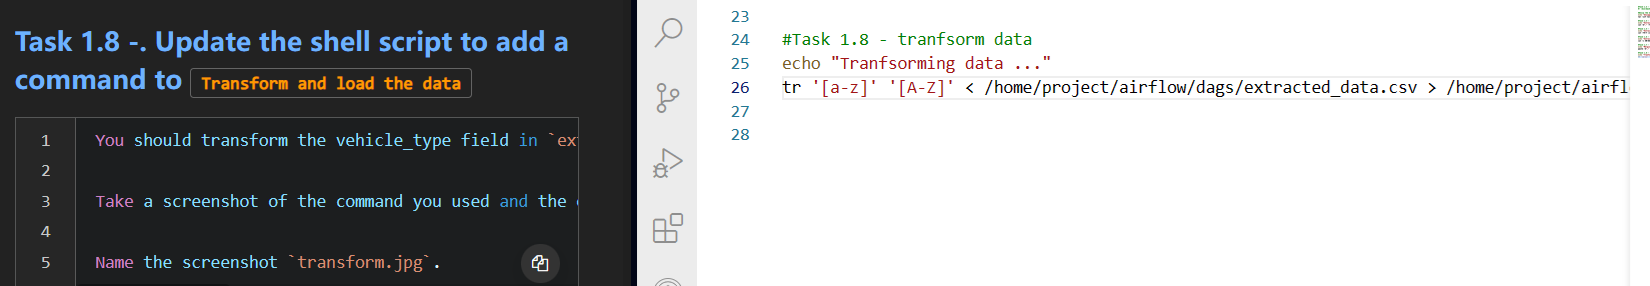 Task 1.8 -. Update the shell script to add a
command to Transform and load the data
1 You should transform the vehicle_type field in `ex
2
3 Take a screenshot of the command you used and the
4
5 Name the screenshot `transform.jpg`.
23
24 #Task 1.8 - tranfsorm data
25 echo "Tranfsorming data ..."
26 tr '[a-z]' '[A-Z]' < /home/project/airflow/dags/extracted_data.csv > /home/project/airfl
27
28